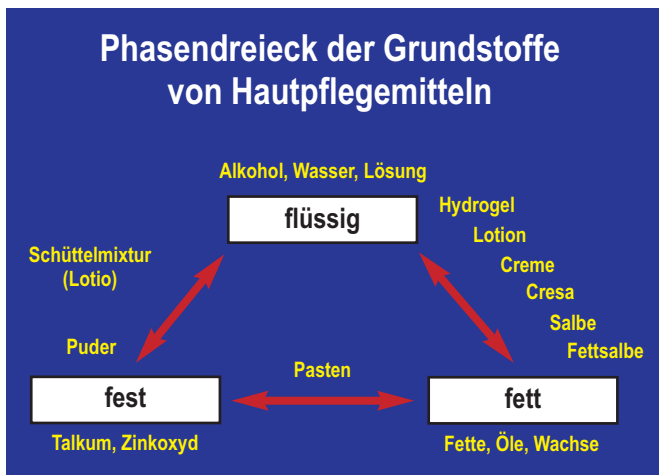 Phasendreieck der Grundstoffe
von Hautpflegemitteln
Alkohol, Wasser, Lösung
flüssig
Hydrogel
Lotion
Creme
Cresa
Salbe
Fettsalbe
Schüttelmixtur
(Lotio)
Puder
Pasten
fest
fett
Talkum, Zinkoxyd
Fette, Öle, Wachse